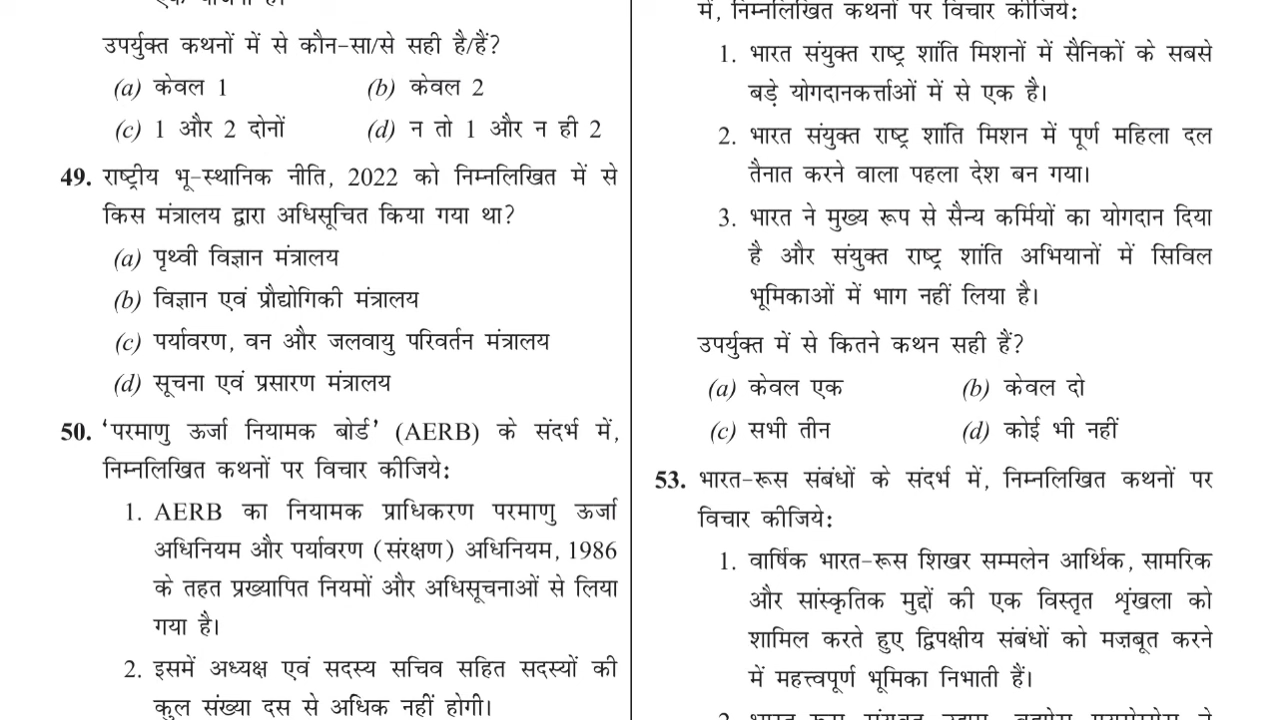 उपर्युक्त कथनों में से कौन-सा/से सही है/हैं?
(a) केवल 1 (b) केवल 2
(c) 1 और 2 दोनों (d) न तो 1 और न ही 2
49. राष्ट्रीय भू-स्थानिक नीति, 2022 को निम्नलिखित में से
किस मंत्रालय द्वारा अधिसूचित किया गया था?
(a) पृथ्वी विज्ञान मंत्रालय
(b) विज्ञान एवं प्रौद्योगिकी मंत्रालय
(c) पर्यावरण, वन और जलवायु परिवर्तन मंत्रालय
(d) सूचना एवं प्रसारण मंत्रालय
50. ‘परमाणु ऊर्जा नियामक बोर्ड’ (AERB) के संदर्भ में,
निम्नलिखित कथनों पर विचार कीजिये:
1. AERB का नियामक प्राधिकरण परमाणु ऊर्जा
अधिनियम और पर्यावरण (संरक्षण) अधिनियम, 1986
के तहत प्रख्यापित नियमों और अधिसूचनाओं से लिया
गया है।
2. इसमें अध्यक्ष एवं सदस्य सचिव सहित सदस्यों की
कुल संख्या दस से अधिक नहीं होगी।
में, निम्नलिखित कथनों पर विचार कीजिये:
1. भारत संयुक्त राष्ट्र शांति मिशनों में सैनिकों के सबसे
बड़े योगदानकर्त्ताओं में से एक है।
2. भारत संयुक्त राष्ट्र शांति मिशन में पूर्ण महिला दल
तैनात करने वाला पहला देश बन गया।
3. भारत ने मुख्य रूप से सैन्य कर्मियों का योगदान दिया
है और संयुक्त राष्ट्र शांति अभियानों में सिविल
भूमिकाओं में भाग नहीं लिया है।
उपर्युक्त में से कितने कथन सही हैं?
(a) केवल एक (b) केवल दो
(c) सभी तीन (d) कोई भी नहीं
53. भारत-रूस संबंधों के संदर्भ में, निम्नलिखित कथनों पर
विचार कीजिये:
1. वार्षिक भारत-रूस शिखर सम्मलेन आर्थिक, सामरिक
और सांस्कृतिक मुद्दों की एक विस्तृत शृंखला को
शामिल करते हुए द्विपक्षीय संबंधों को मज़बूत करने
में महत्त्वपूर्ण भूमिका निभाती हैं।